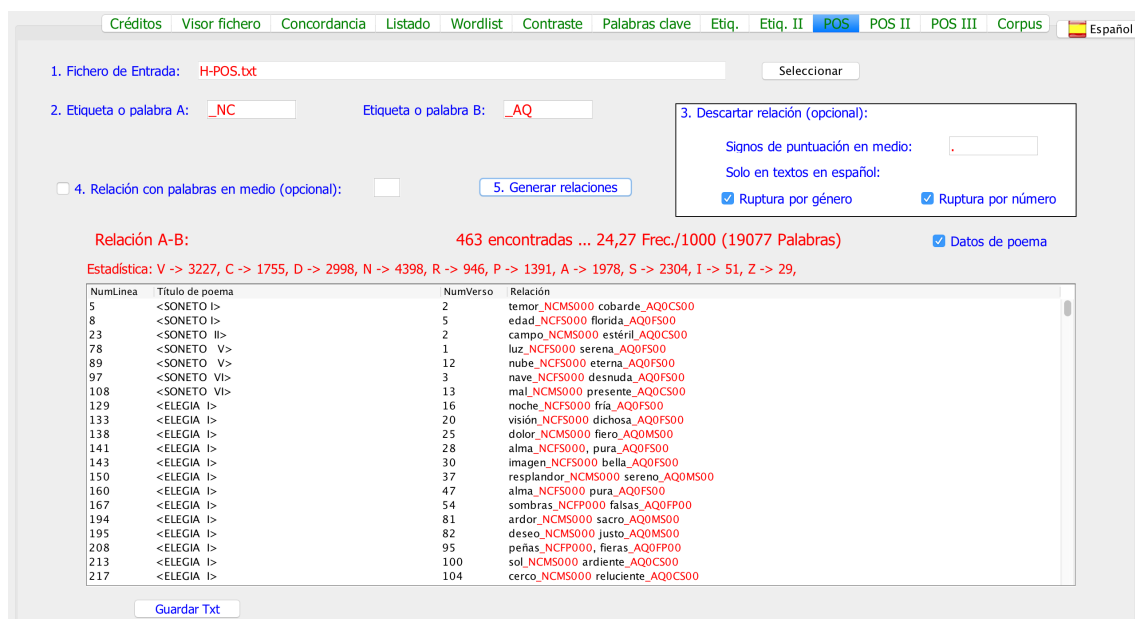 Créditos Visor fichero Concordancia Listado Wordlist Contraste Palabras clave Etiq. Etiq. II POS POS II POS III Corpus Español
1. Fichero de Entrada: H-POS.txt Seleccionar
2. Etiqueta o palabra A: _NC Etiqueta o palabra B: _AQ
3. Descartar relación (opcional):
Signos de puntuación en medio: .
Solo en textos en español:
Ruptura por género Ruptura por número
4. Relación con palabras en medio (opcional): 5. Generar relaciones
Relación A-B: 463 encontradas ... 24,27 Frec./1000 (19077 Palabras) Datos de poema
Estadística: V -> 3227, C -> 1755, D -> 2998, N -> 4398, R -> 946, P -> 1391, A -> 1978, S -> 2304, I -> 51, Z -> 29,
NumLinea Título de poema NumVerso Relación
5 <SONETO I> 2 temor_NCMS000 cobarde_AQ0CS00
8 <SONETO I> 5 edad_NCFS000 florida_AQ0FS00
23 <SONETO II> 2 campo_NCMS000 estéril_AQ0CS00
78 <SONETO V> 1 luz_NCFS000 serena_AQ0FS00
89 <SONETO V> 12 nube_NCFS000 eterna_AQ0FS00
97 <SONETO VI> 3 nave_NCFS000 desnuda_AQ0FS00
108 <SONETO VI> 13 mal_NCMS000 presente_AQ0CS00
129 <ELEGIA I> 16 noche_NCFS000 fría_AQ0FS00
133 <ELEGIA I> 20 visión_NCFS000 dichosa_AQ0FS00
138 <ELEGIA I> 25 dolor_NCMS000 fiero_AQ0MS00
141 <ELEGIA I> 28 alma_NCFS000, pura_AQ0FS00
143 <ELEGIA I> 30 imagen_NCFS000 bella_AQ0FS00
150 <ELEGIA I> 37 resplandor_NCMS000 sereno_AQ0MS00
160 <ELEGIA I> 47 alma_NCFS000 pura_AQ0FS00
167 <ELEGIA I> 54 sombras_NCFP000 falsas_AQ0FP00
194 <ELEGIA I> 81 ardor_NCMS000 sacro_AQ0MS00
195 <ELEGIA I> 82 deseo_NCMS000 justo_AQ0MS00
208 <ELEGIA I> 95 peñas_NCFP000, fieras_AQ0FP00
213 <ELEGIA I> 100 sol_NCMS000 ardiente_AQ0CS00
217 <ELEGIA I> 104 cerco_NCMS000 reluciente_AQ0CS00
Guardar Txt